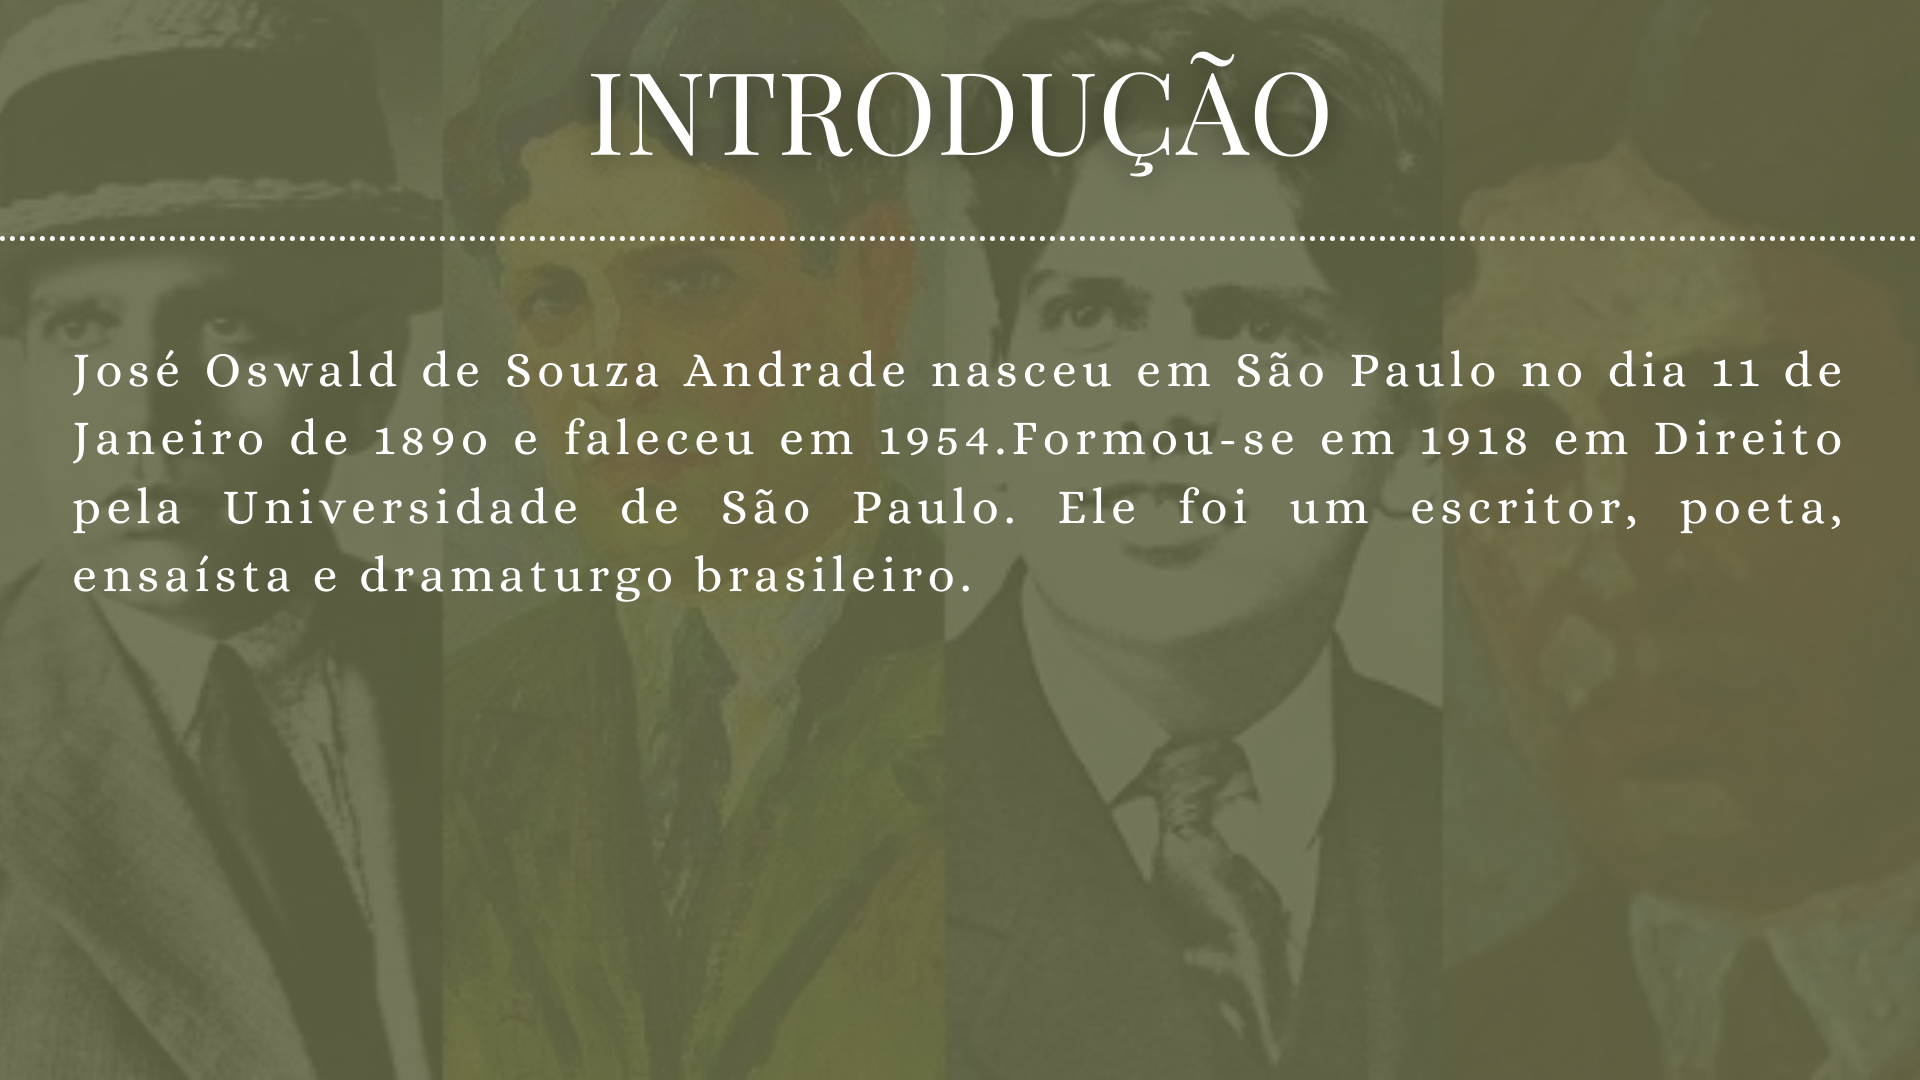 INTRODUÇÃO
José Oswald de Souza Andrade nasceu em São Paulo no dia 11 de
Janeiro de 1890 e faleceu em 1954.Formou-se em 1918 em Direito
pela Universidade de São Paulo. Ele foi um escritor, poeta,
ensaísta e dramaturgo brasileiro.